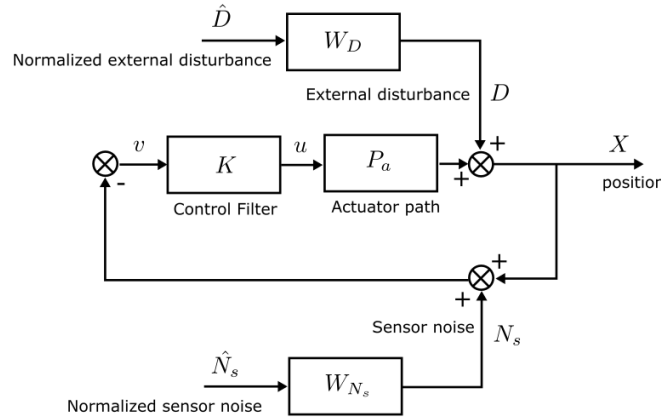 D̂
W_D
Normalized external disturbance
External disturbance
D
v
u
+
X
K
P_a
+
-
position
Control Filter
Actuator path
+
+
Sensor noise
N_s
N̂_s
W_{N_s}
Normalized sensor noise